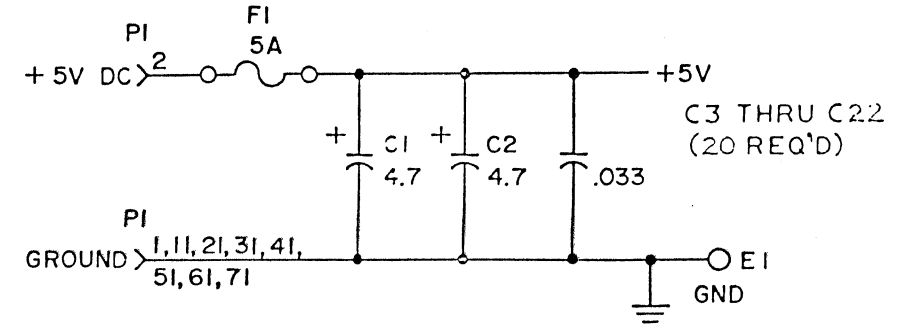 F1
5A
P1
2
+5V DC
+5V
C3 THRU C22
(20 REQ'D)
+ C1
4.7
+ C2
4.7
.033
P1
GROUND
1,11,21,31,41,
51,61,71
E1
GND